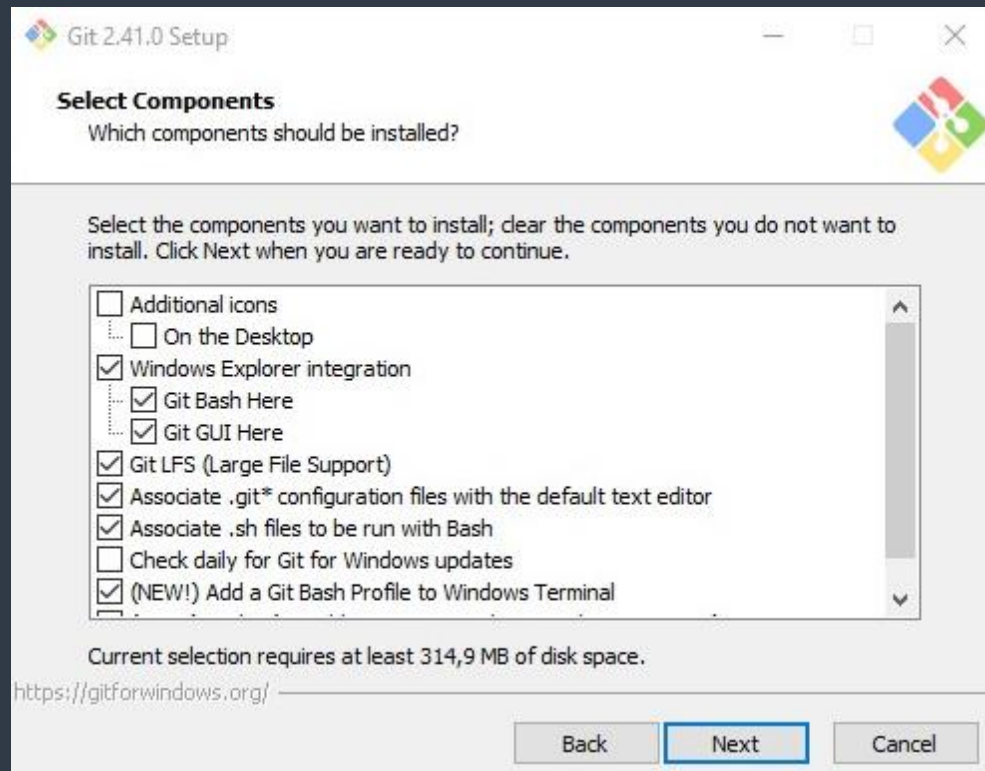 Git 2.41.0 Setup
Select Components
Which components should be installed?
Select the components you want to install; clear the components you do not want to
install. Click Next when you are ready to continue.
Additional icons
On the Desktop
Windows Explorer integration
Git Bash Here
Git GUI Here
Git LFS (Large File Support)
Associate .git* configuration files with the default text editor
Associate .sh files to be run with Bash
Check daily for Git for Windows updates
(NEW!) Add a Git Bash Profile to Windows Terminal
Current selection requires at least 314,9 MB of disk space.
https://gitforwindows.org/
Back
Next
Cancel